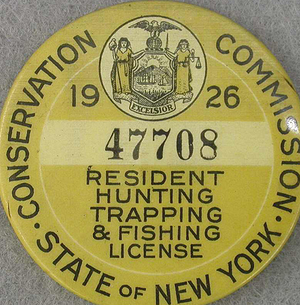 CONSERVATION COMMISSION
19 26
EXCELSIOR
47708
RESIDENT
HUNTING
TRAPPING
& FISHING
LICENSE
· STATE OF NEW YORK ·